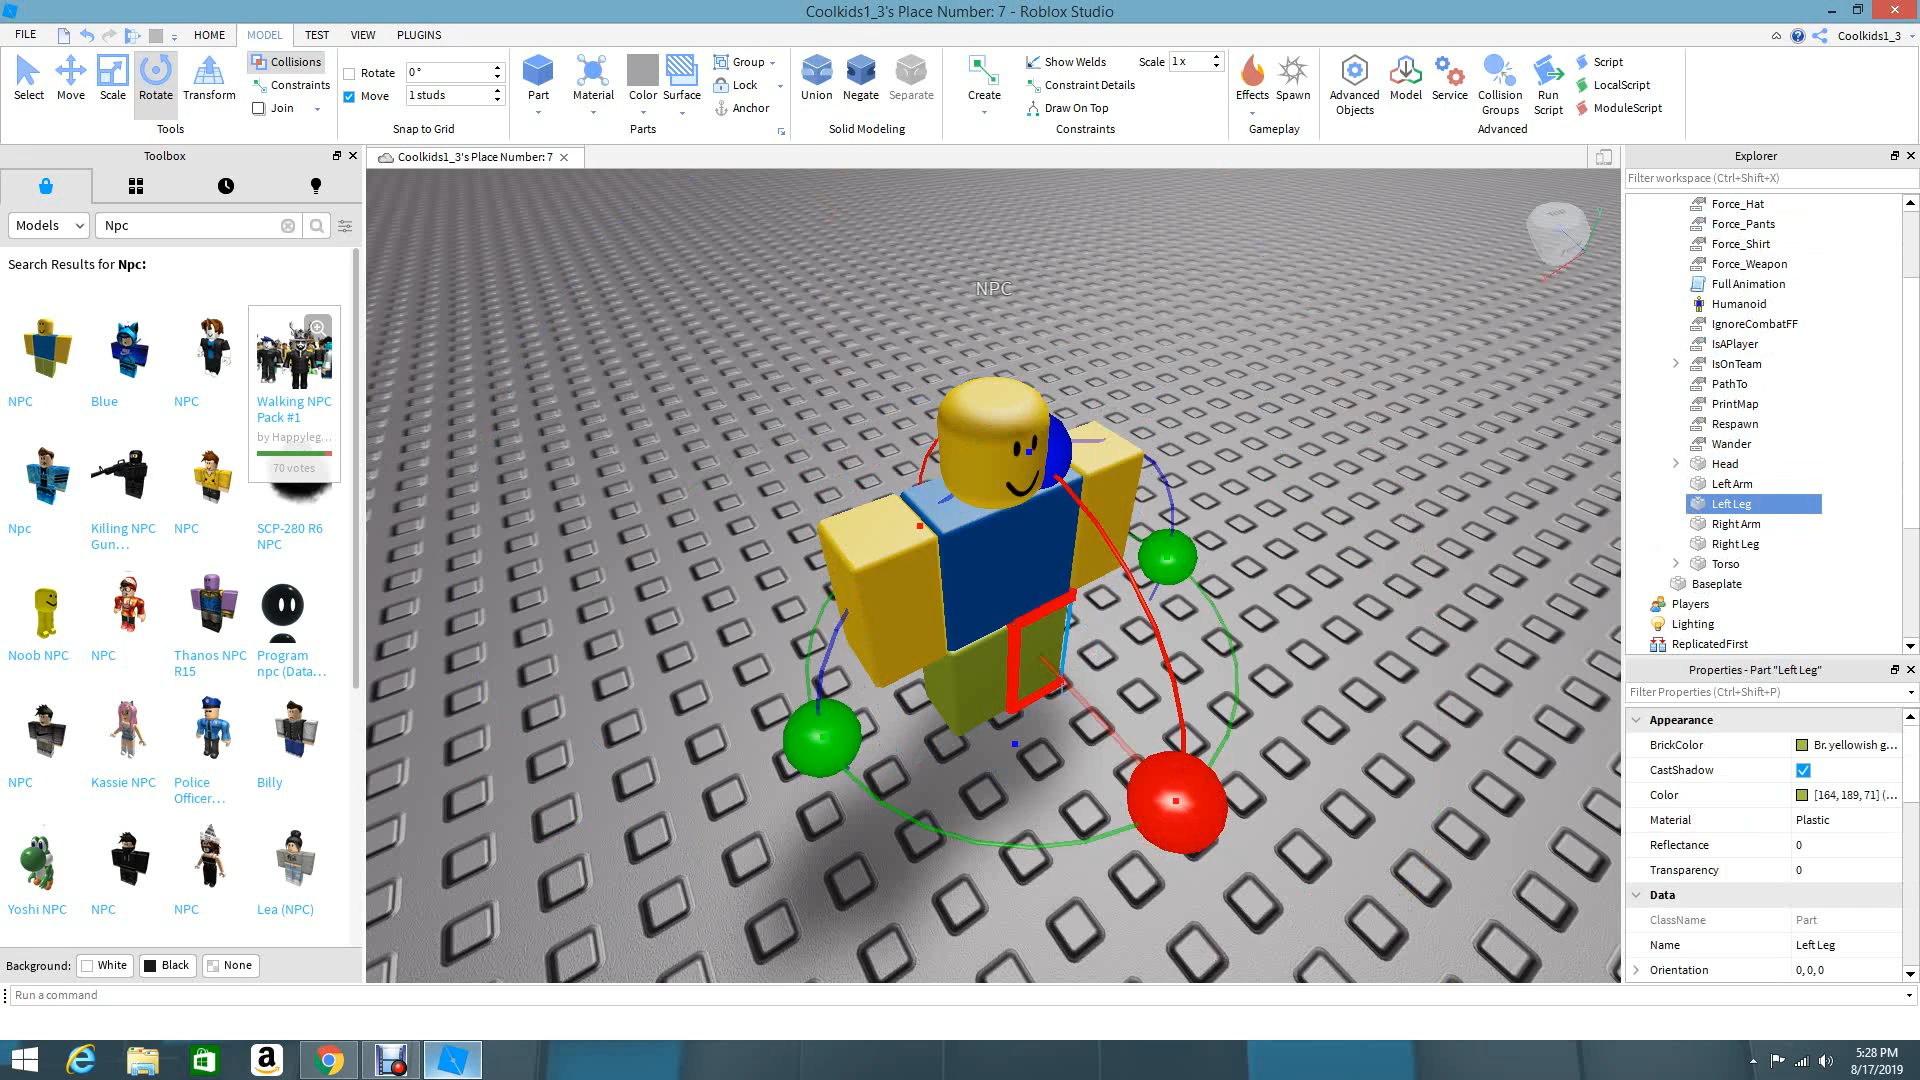 Coolkids1_3's Place Number: 7 - Roblox Studio
FILE HOME MODEL TEST VIEW PLUGINS Coolkids1_3
Select Move Scale Rotate Transform
Collisions
Constraints
Join
Tools
Rotate 0°
Move 1 studs
Snap to Grid
Part Material Color Surface
Group
Lock
Anchor
Parts
Union Negate Separate
Solid Modeling
Create
Show Welds Scale 1 x
Constraint Details
Draw On Top
Constraints
Effects Spawn
Gameplay
Advanced Objects
Model
Service
Collision Groups
Run Script
Script
LocalScript
ModuleScript
Advanced
Toolbox
Models Npc
Search Results for Npc:
NPC Blue NPC Walking NPC
Pack #1
by Happyleg...
70 votes
Npc Killing NPC NPC SCP-280 R6
Gun... NPC
Noob NPC NPC Thanos NPC Program
R15 npc (Data...
NPC Kassie NPC Police Billy
Officer...
Yoshi NPC NPC NPC Lea (NPC)
Background: White Black None
Coolkids1_3's Place Number: 7
NPC
Explorer
Filter workspace (Ctrl+Shift+X)
Force_Hat
Force_Pants
Force_Shirt
Force_Weapon
Full Animation
Humanoid
IgnoreCombatFF
IsAPlayer
IsOnTeam
PathTo
PrintMap
Respawn
Wander
Head
Left Arm
Left Leg
Right Arm
Right Leg
Torso
Baseplate
Players
Lighting
ReplicatedFirst
Properties - Part "Left Leg"
Filter Properties (Ctrl+Shift+P)
Appearance
BrickColor Br. yellowish g...
CastShadow
Color [164, 189, 71] (...
Material Plastic
Reflectance 0
Transparency 0
Data
ClassName Part
Name Left Leg
Orientation 0, 0, 0
Run a command
5:28 PM
8/17/2019